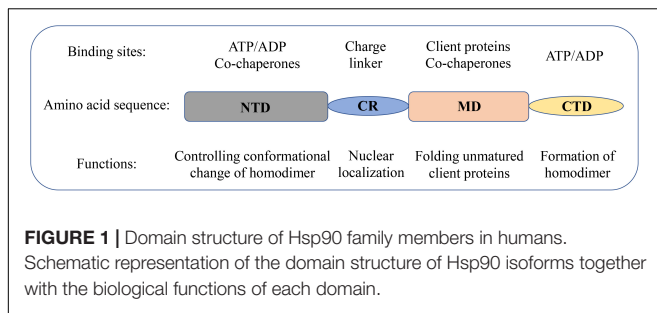 Binding sites: ATP/ADP Co-chaperones Charge linker Client proteins Co-chaperones ATP/ADP
Amino acid sequence: NTD CR MD CTD
Functions: Controlling conformational change of homodimer Nuclear localization Folding unmatured client proteins Formation of homodimer
FIGURE 1 | Domain structure of Hsp90 family members in humans.
Schematic representation of the domain structure of Hsp90 isoforms together
with the biological functions of each domain.